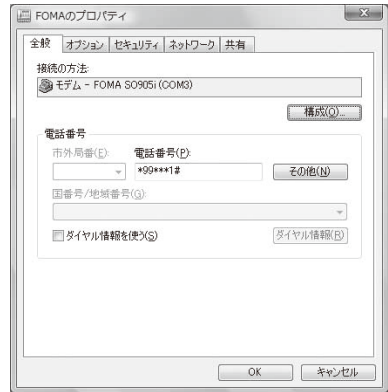 FOMAのプロパティ
全般 オプション セキュリティ ネットワーク 共有
接続の方法:
モデム - FOMA SO905i (COM3)
構成(O)...
電話番号
市外局番(E): 電話番号(P):
*99***1# その他(N)
国番号/地域番号(G):
ダイヤル情報を使う(S) ダイヤル情報(R)
OK キャンセル